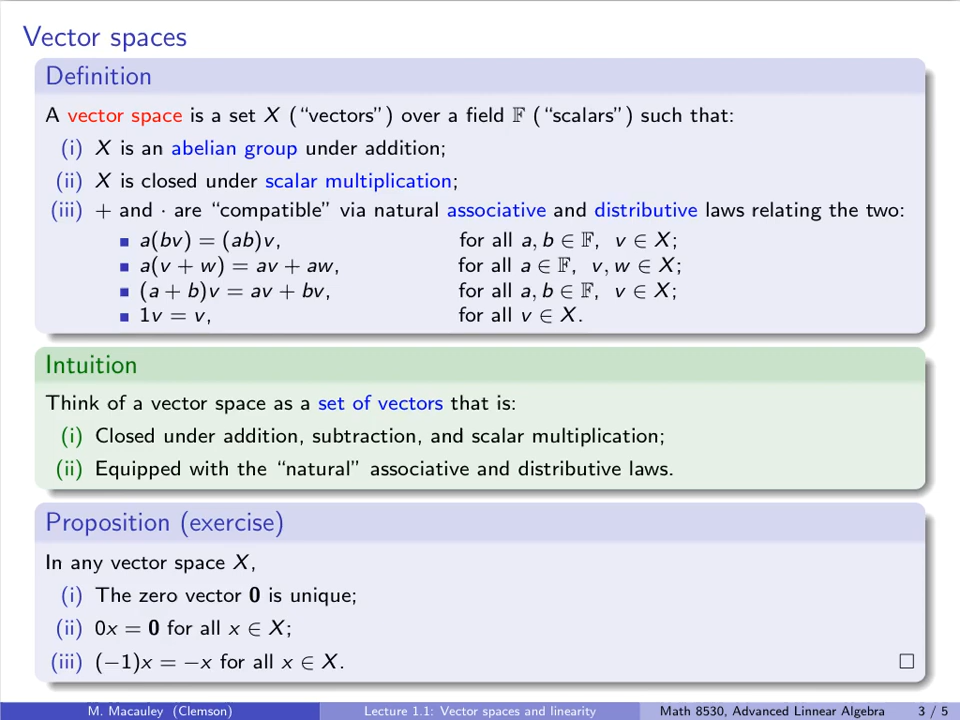 Vector spaces
Definition
A vector space is a set X (“vectors”) over a field 𝔽 (“scalars”) such that:
(i) X is an abelian group under addition;
(ii) X is closed under scalar multiplication;
(iii) + and · are “compatible” via natural associative and distributive laws relating the two:
■ a(bv) = (ab)v, for all a, b ∈ 𝔽, v ∈ X;
■ a(v + w) = av + aw, for all a ∈ 𝔽, v, w ∈ X;
■ (a + b)v = av + bv, for all a, b ∈ 𝔽, v ∈ X;
■ 1v = v, for all v ∈ X.
Intuition
Think of a vector space as a set of vectors that is:
(i) Closed under addition, subtraction, and scalar multiplication;
(ii) Equipped with the “natural” associative and distributive laws.
Proposition (exercise)
In any vector space X,
(i) The zero vector 0 is unique;
(ii) 0x = 0 for all x ∈ X;
(iii) (−1)x = −x for all x ∈ X. □
M. Macauley (Clemson) Lecture 1.1: Vector spaces and linearity Math 8530, Advanced Linnear Algebra 3 / 5